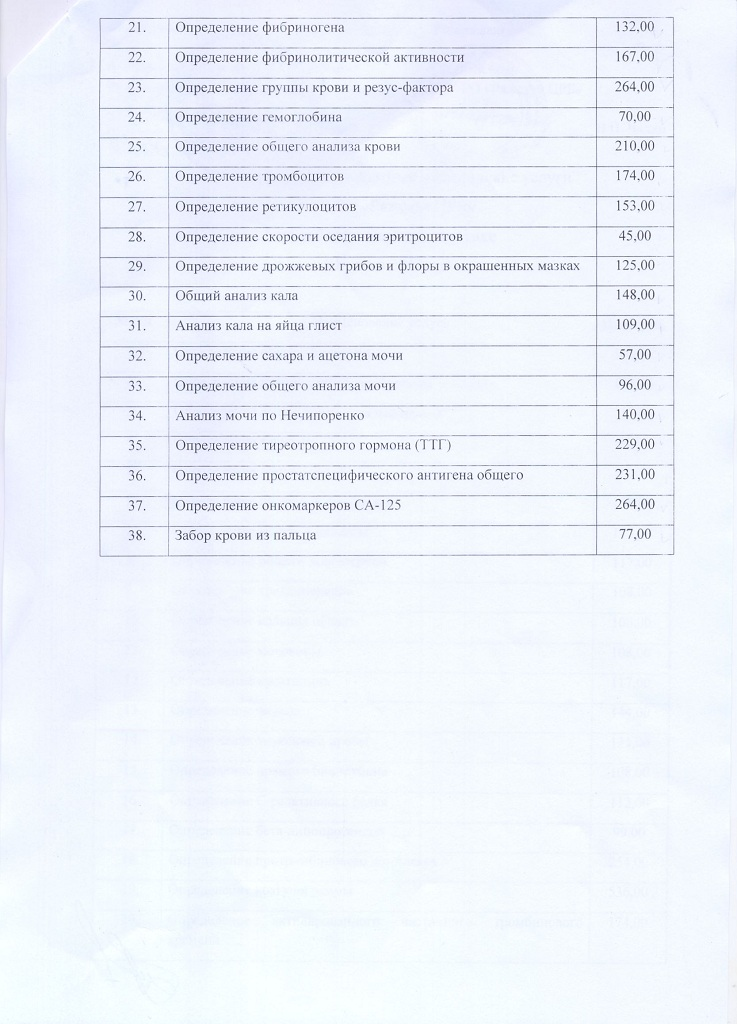 21. Определение фибриногена 132,00
22. Определение фибринолитической активности 167,00
23. Определение группы крови и резус-фактора 264,00
24. Определение гемоглобина 70,00
25. Определение общего анализа крови 210,00
26. Определение тромбоцитов 174,00
27. Определение ретикулоцитов 153,00
28. Определение скорости оседания эритроцитов 45,00
29. Определение дрожжевых грибов и флоры в окрашенных мазках 125,00
30. Общий анализ кала 148,00
31. Анализ кала на яйца глист 109,00
32. Определение сахара и ацетона мочи 57,00
33. Определение общего анализа мочи 96,00
34. Анализ мочи по Нечипоренко 140,00
35. Определение тиреотропного гормона (ТТГ) 229,00
36. Определение простатспецифического антигена общего 231,00
37. Определение онкомаркеров СА-125 264,00
38. Забор крови из пальца 77,00